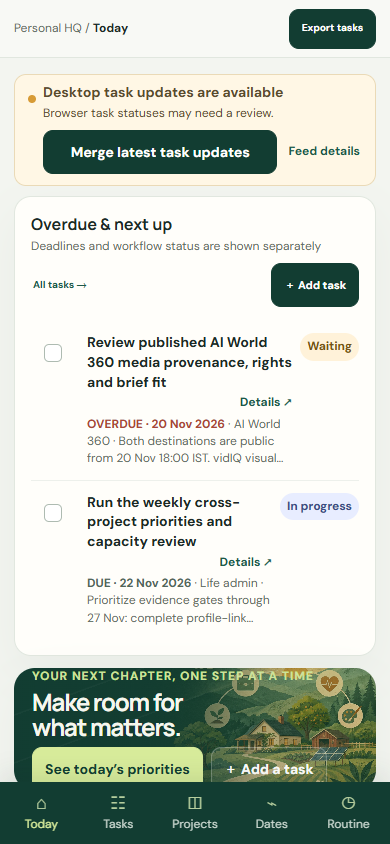 Personal HQ / Today
Export tasks
Desktop task updates are available
Browser task statuses may need a review.
Merge latest task updates
Feed details
Overdue & next up
Deadlines and workflow status are shown separately
All tasks →
+ Add task
Review published AI World
360 media provenance, rights
and brief fit
Waiting
Details ↗
OVERDUE · 20 Nov 2026 · AI World
360 · Both destinations are public
from 20 Nov 18:00 IST. vidIQ visual…
Run the weekly cross-
project priorities and
capacity review
In progress
Details ↗
DUE · 22 Nov 2026 · Life admin ·
Prioritize evidence gates through
27 Nov: complete profile-link…
YOUR NEXT CHAPTER, ONE STEP AT A TIME
Make room for
what matters.
See today's priorities
+ Add a task
Today
Tasks
Projects
Dates
Routine